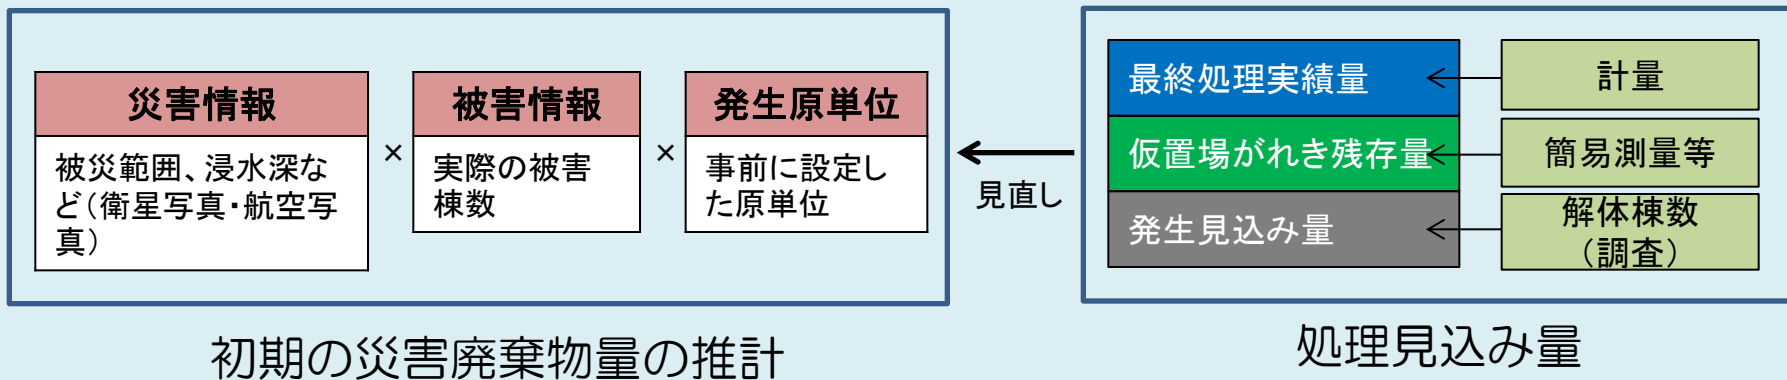 災害情報
被災範囲、浸水深な
ど（衛星写真・航空写
真）
×
被害情報
実際の被害
棟数
×
発生原単位
事前に設定し
た原単位
初期の災害廃棄物量の推計
見直し
最終処理実績量
計量
仮置場がれき残存量
簡易測量等
発生見込み量
解体棟数
（調査）
処理見込み量